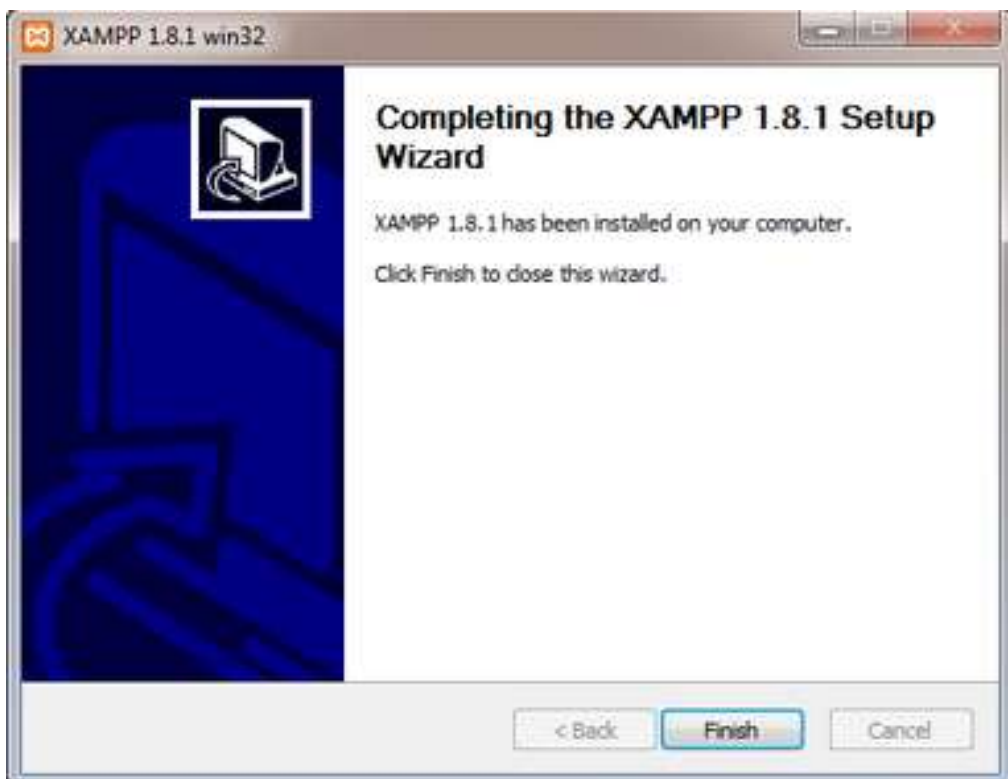 XAMPP 1.8.1 win32
Completing the XAMPP 1.8.1 Setup
Wizard
XAMPP 1.8.1 has been installed on your computer.
Click Finish to close this wizard.
< Back
Finish
Cancel